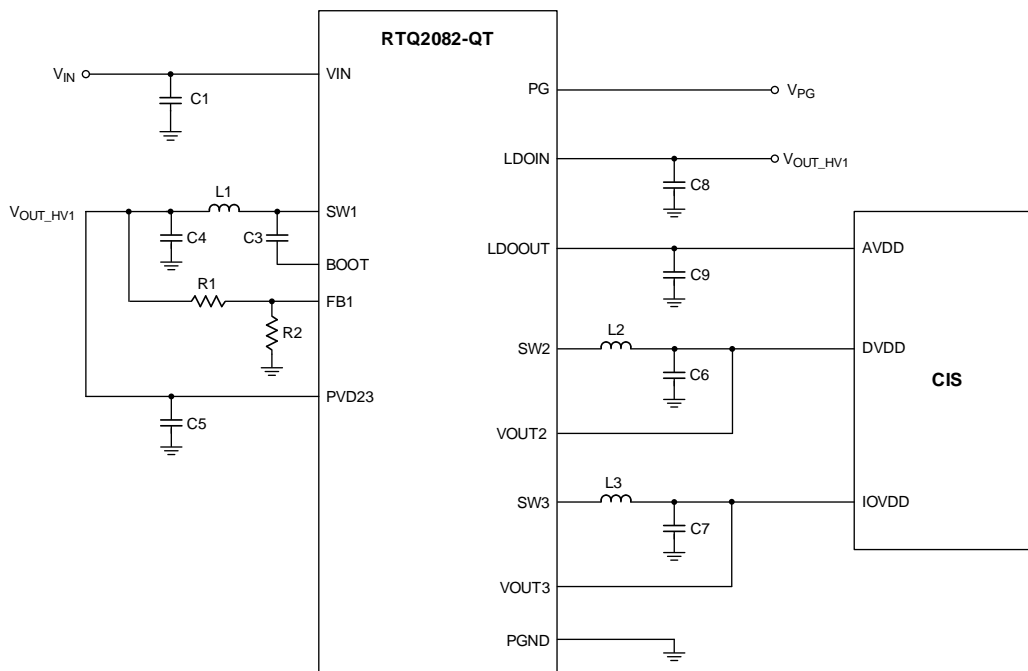 RTQ2082-QT
VIN
VIN
C1
PG
VPG
LDOIN
VOUT_HV1
C8
L1
VOUT_HV1
SW1
C4
C3
BOOT
LDOOUT
AVDD
C9
R1
FB1
R2
L2
SW2
DVDD
C6
CIS
PVD23
C5
VOUT2
L3
SW3
IOVDD
C7
VOUT3
PGND